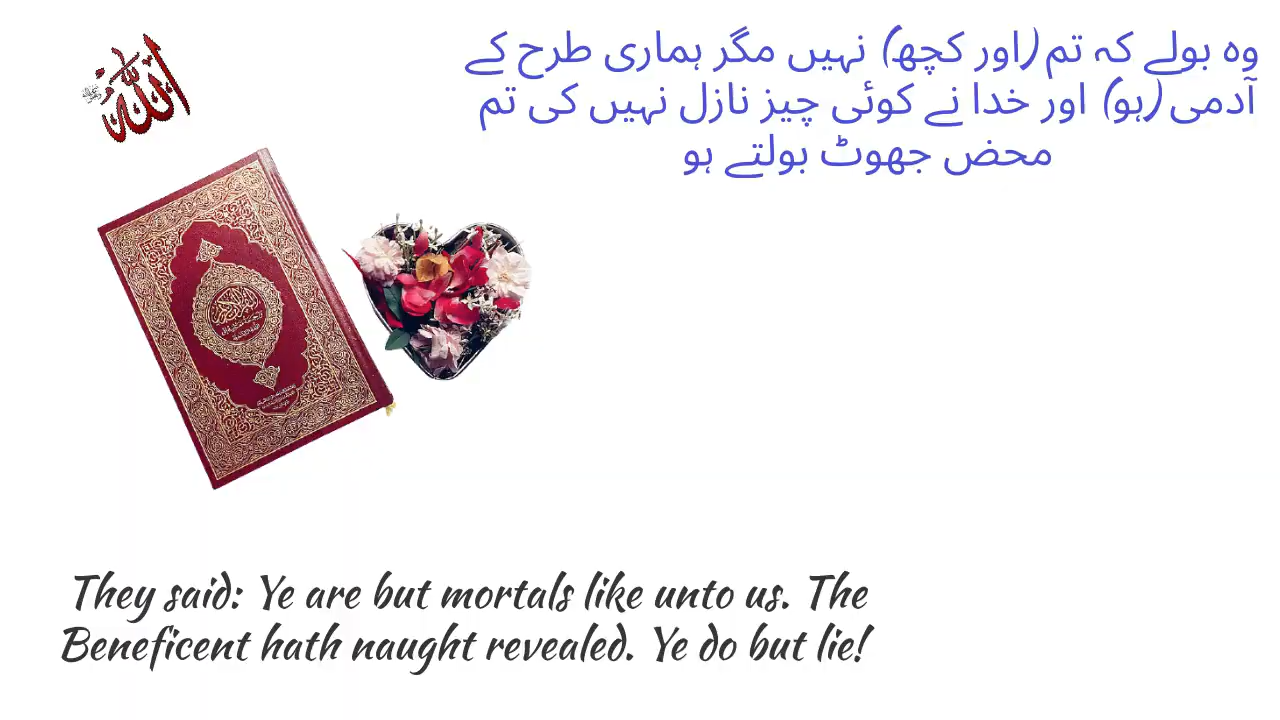 الله
وہ بولے کہ تم (اور کچھ) نہیں مگر ہماری طرح کے
آدمی (ہو) اور خدا نے کوئی چیز نازل نہیں کی تم
محض جھوٹ بولتے ہو
They said: Ye are but mortals like unto us. The
Beneficent hath naught revealed. Ye do but lie!